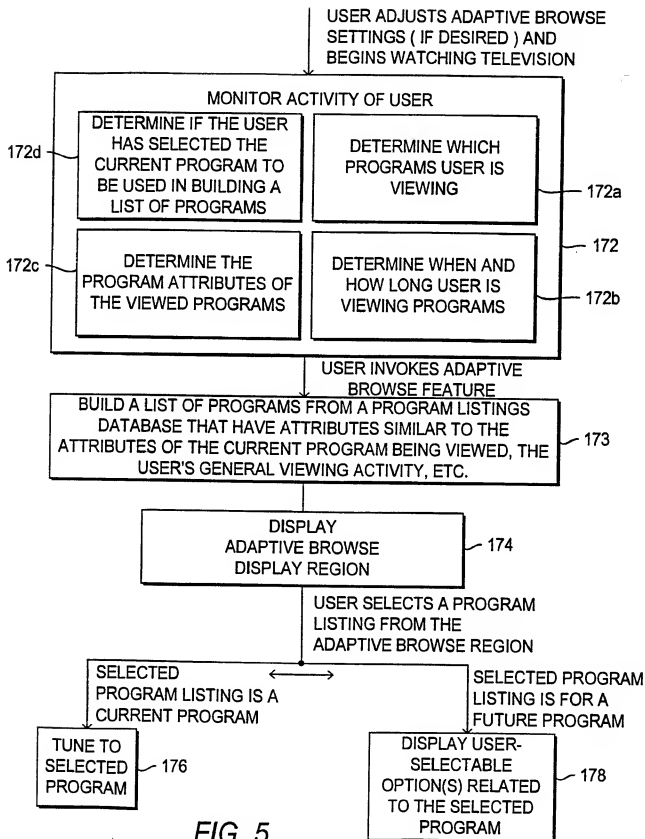 USER ADJUSTS ADAPTIVE BROWSE
SETTINGS ( IF DESIRED ) AND
BEGINS WATCHING TELEVISION
MONITOR ACTIVITY OF USER
172d
DETERMINE IF THE USER
HAS SELECTED THE
CURRENT PROGRAM TO
BE USED IN BUILDING A
LIST OF PROGRAMS
DETERMINE WHICH
PROGRAMS USER IS
VIEWING
172a
172
172c
DETERMINE THE
PROGRAM ATTRIBUTES OF
THE VIEWED PROGRAMS
DETERMINE WHEN AND
HOW LONG USER IS
VIEWING PROGRAMS
172b
USER INVOKES ADAPTIVE
BROWSE FEATURE
BUILD A LIST OF PROGRAMS FROM A PROGRAM LISTINGS
DATABASE THAT HAVE ATTRIBUTES SIMILAR TO THE
ATTRIBUTES OF THE CURRENT PROGRAM BEING VIEWED, THE
USER'S GENERAL VIEWING ACTIVITY, ETC.
173
DISPLAY
ADAPTIVE BROWSE
DISPLAY REGION
174
USER SELECTS A PROGRAM
LISTING FROM THE
ADAPTIVE BROWSE REGION
SELECTED
PROGRAM LISTING IS A
CURRENT PROGRAM
SELECTED PROGRAM
LISTING IS FOR A
FUTURE PROGRAM
TUNE TO
SELECTED
PROGRAM
176
DISPLAY USER-
SELECTABLE
OPTION(S) RELATED
TO THE SELECTED
PROGRAM
178
FIG. 5